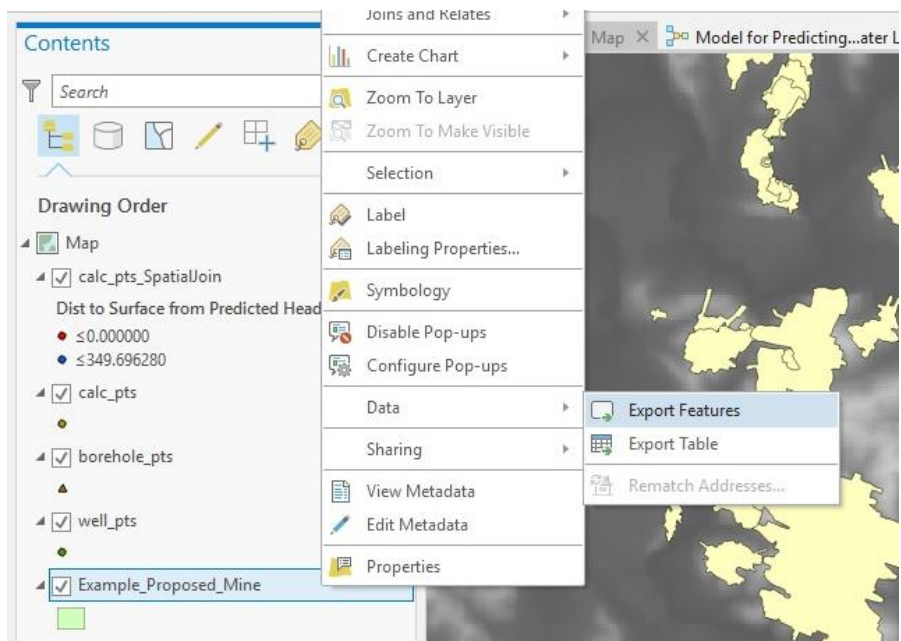 Contents
Search
Drawing Order
Map
calc_pts_SpatialJoin
Dist to Surface from Predicted Head
≤0.000000
≤349.696280
calc_pts
borehole_pts
well_pts
Example_Proposed_Mine
Joins and Relates
Create Chart
Zoom To Layer
Zoom To Make Visible
Selection
Label
Labeling Properties...
Symbology
Disable Pop-ups
Configure Pop-ups
Data
Sharing
View Metadata
Edit Metadata
Properties
Export Features
Export Table
Rematch Addresses...
Map Model for Predicting...ater L